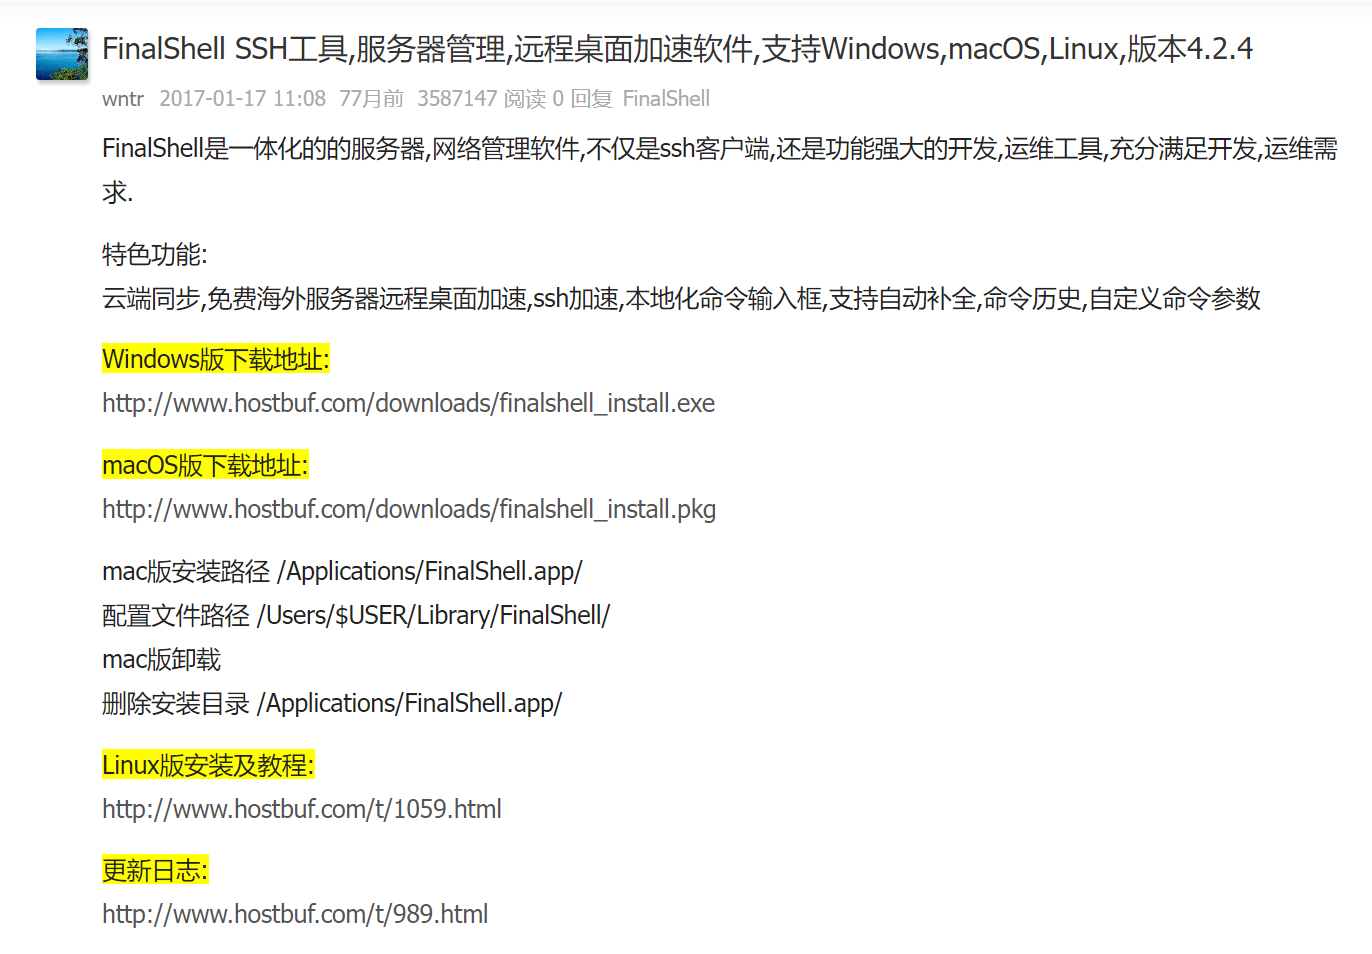 FinalShell SSH工具,服务器管理,远程桌面加速软件,支持Windows,macOS,Linux,版本4.2.4
wntr 2017-01-17 11:08 77月前 3587147 阅读 0 回复 FinalShell
FinalShell是一体化的的服务器,网络管理软件,不仅是ssh客户端,还是功能强大的开发,运维工具,充分满足开发,运维需
求.
特色功能:
云端同步,免费海外服务器远程桌面加速,ssh加速,本地化命令输入框,支持自动补全,命令历史,自定义命令参数
Windows版下载地址:
http://www.hostbuf.com/downloads/finalshell_install.exe
macOS版下载地址:
http://www.hostbuf.com/downloads/finalshell_install.pkg
mac版安装路径 /Applications/FinalShell.app/
配置文件路径 /Users/$USER/Library/FinalShell/
mac版卸载
删除安装目录 /Applications/FinalShell.app/
Linux版安装及教程:
http://www.hostbuf.com/t/1059.html
更新日志:
http://www.hostbuf.com/t/989.html